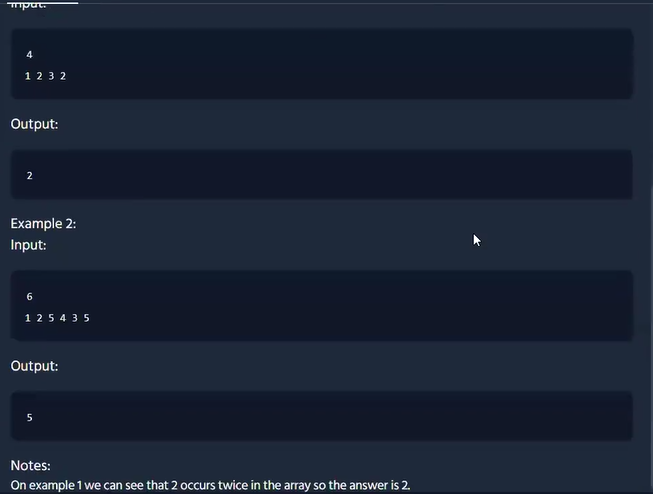 Input:
4
1 2 3 2
Output:
2
Example 2:
Input:
6
1 2 5 4 3 5
Output:
5
Notes:
On example 1 we can see that 2 occurs twice in the array so the answer is 2.